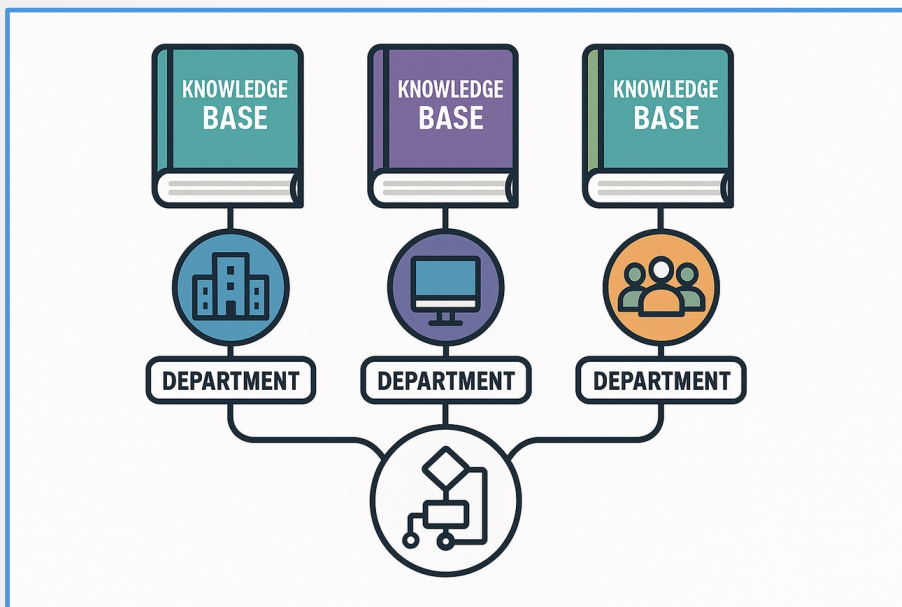 KNOWLEDGE
BASE
KNOWLEDGE
BASE
KNOWLEDGE
BASE
DEPARTMENT
DEPARTMENT
DEPARTMENT